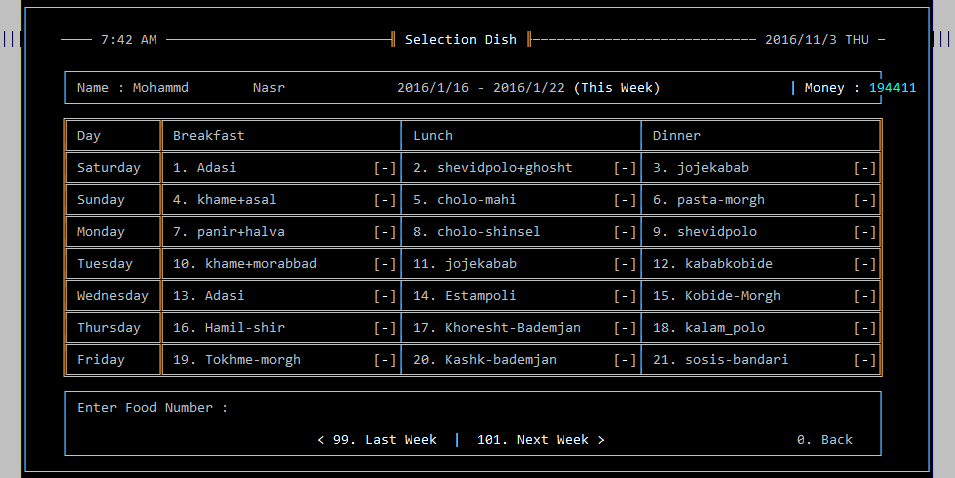 7:42 AM Selection Dish 2016/11/3 THU
Name : Mohammd Nasr 2016/1/16 - 2016/1/22 (This Week) | Money : 194411
Day Breakfast Lunch Dinner
Saturday 1. Adasi [-] 2. shevidpolo+ghosht [-] 3. jojekabab [-]
Sunday 4. khame+asal [-] 5. cholo-mahi [-] 6. pasta-morgh [-]
Monday 7. panir+halva [-] 8. cholo-shinsel [-] 9. shevidpolo [-]
Tuesday 10. khame+morabbad [-] 11. jojekabab [-] 12. kababkobide [-]
Wednesday 13. Adasi [-] 14. Estampoli [-] 15. Kobide-Morgh [-]
Thursday 16. Hamil-shir [-] 17. Khoresht-Bademjan [-] 18. kalam_polo [-]
Friday 19. Tokhme-morgh [-] 20. Kashk-bademjan [-] 21. sosis-bandari [-]
Enter Food Number :
< 99. Last Week | 101. Next Week > 0. Back